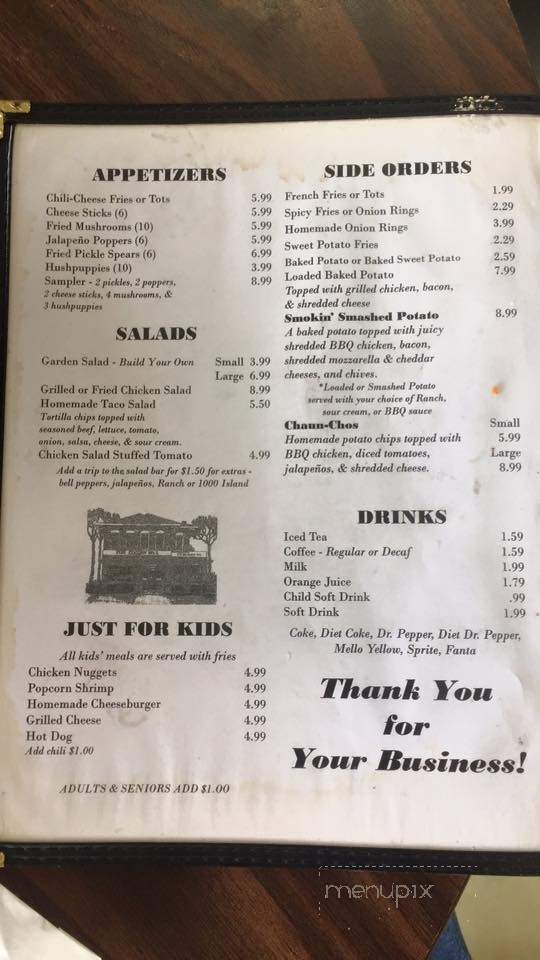 APPETIZERS
Chili-Cheese Fries or Tots 5.99
Cheese Sticks (6) 5.99
Fried Mushrooms (10) 5.99
Jalapeño Poppers (6) 5.99
Fried Pickle Spears (6) 6.99
Hushpuppies (10) 3.99
Sampler - 2 pickles, 2 poppers, 8.99
2 cheese sticks, 4 mushrooms, &
3 hushpuppies
SALADS
Garden Salad - Build Your Own Small 3.99
Large 6.99
Grilled or Fried Chicken Salad 8.99
Homemade Taco Salad 5.50
Tortilla chips topped with
seasoned beef, lettuce, tomato,
onion, salsa, cheese, & sour cream.
Chicken Salad Stuffed Tomato 4.99
Add a trip to the salad bar for $1.50 for extras -
bell peppers, jalapeños, Ranch or 1000 Island
JUST FOR KIDS
All kids' meals are served with fries
Chicken Nuggets 4.99
Popcorn Shrimp 4.99
Homemade Cheeseburger 4.99
Grilled Cheese 4.99
Hot Dog 4.99
Add chili $1.00
ADULTS & SENIORS ADD $1.00
SIDE ORDERS
French Fries or Tots 1.99
Spicy Fries or Onion Rings 2.29
Homemade Onion Rings 3.99
Sweet Potato Fries 2.29
Baked Potato or Baked Sweet Potato 2.59
Loaded Baked Potato 7.99
Topped with grilled chicken, bacon,
& shredded cheese
Smokin' Smashed Potato 8.99
A baked potato topped with juicy
shredded BBQ chicken, bacon,
shredded mozzarella & cheddar
cheeses, and chives.
*Loaded or Smashed Potato
served with your choice of Ranch,
sour cream, or BBQ sauce
Chaun-Chos Small
Homemade potato chips topped with 5.99
BBQ chicken, diced tomatoes, Large
jalapeños, & shredded cheese. 8.99
DRINKS
Iced Tea 1.59
Coffee - Regular or Decaf 1.59
Milk 1.99
Orange Juice 1.79
Child Soft Drink .99
Soft Drink 1.99
Coke, Diet Coke, Dr. Pepper, Diet Dr. Pepper,
Mello Yellow, Sprite, Fanta
Thank You
for
Your Business!
menupix